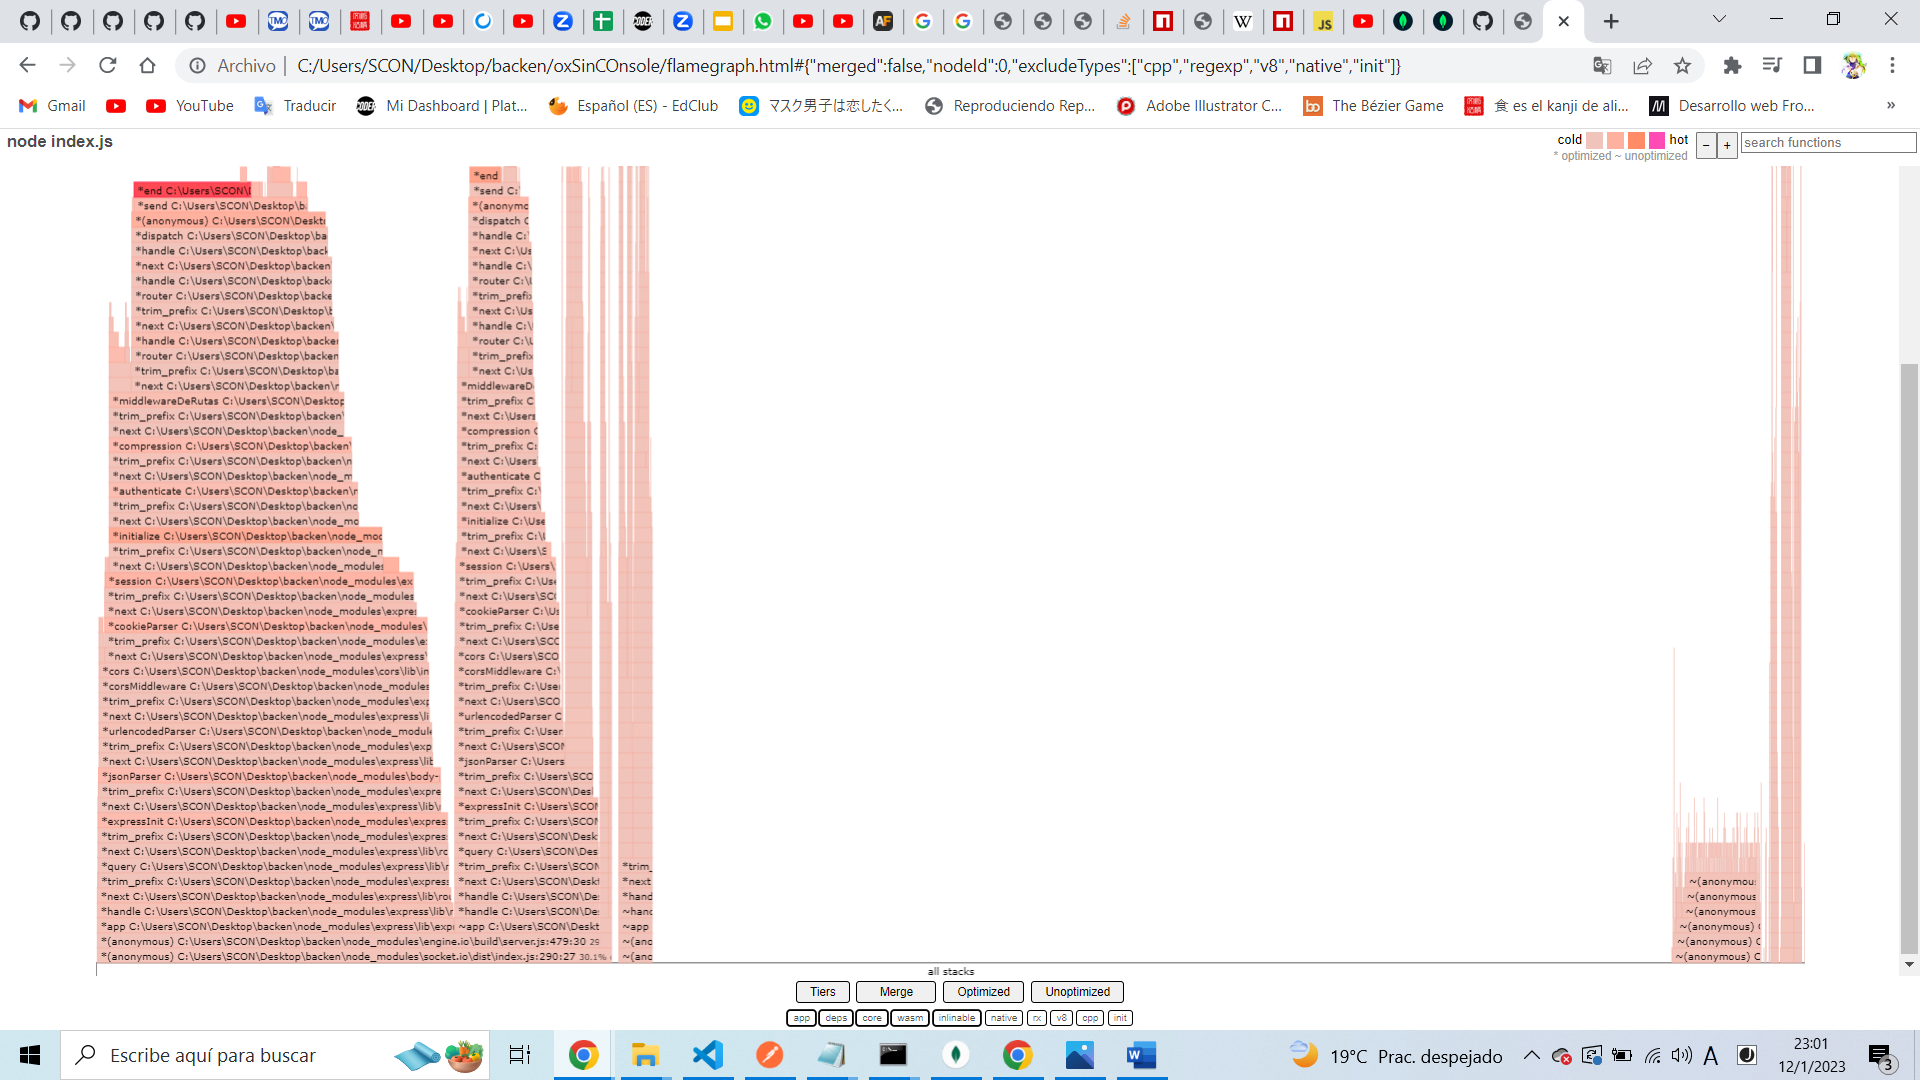 Archivo
C:/Users/SCON/Desktop/backen/oxSinCOnsole/flamegraph.html#{"merged":false,"nodeId":0,"excludeTypes":["cpp","regexp","v8","native","init"]}
Gmail
YouTube
Traducir
Mi Dashboard | Plat...
Español (ES) - EdClub
マスク男子は恋したく...
Reproduciendo Rep...
Adobe Illustrator C...
The Bézier Game
食 es el kanji de ali...
Desarrollo web Fro...
»
node index.js
cold
hot
− +
search functions
* optimized ~ unoptimized
*end C:\Users\SCON\
*send C:\Users\SCON\Desktop\b
*(anonymous) C:\Users\SCON\Deskt
*dispatch C:\Users\SCON\Desktop\ba
*handle C:\Users\SCON\Desktop\back
*next C:\Users\SCON\Desktop\backen
*handle C:\Users\SCON\Desktop\back
*router C:\Users\SCON\Desktop\backe
*trim_prefix C:\Users\SCON\Desktop\b
*next C:\Users\SCON\Desktop\backen\
*handle C:\Users\SCON\Desktop\backen
*router C:\Users\SCON\Desktop\backen
*trim_prefix C:\Users\SCON\Desktop\ba
*next C:\Users\SCON\Desktop\backen\n
*middlewareDeRutas C:\Users\SCON\Desktop
*trim_prefix C:\Users\SCON\Desktop\backen\
*next C:\Users\SCON\Desktop\backen\node_
*compression C:\Users\SCON\Desktop\backen\
*trim_prefix C:\Users\SCON\Desktop\backen\n
*next C:\Users\SCON\Desktop\backen\node_m
*authenticate C:\Users\SCON\Desktop\backen\n
*trim_prefix C:\Users\SCON\Desktop\backen\no
*next C:\Users\SCON\Desktop\backen\node_mo
*initialize C:\Users\SCON\Desktop\backen\node_moc
*trim_prefix C:\Users\SCON\Desktop\backen\node_n
*next C:\Users\SCON\Desktop\backen\node_modules
*session C:\Users\SCON\Desktop\backen\node_modules\ex
*trim_prefix C:\Users\SCON\Desktop\backen\node_modules
*next C:\Users\SCON\Desktop\backen\node_modules\expres
*cookieParser C:\Users\SCON\Desktop\backen\node_modules\
*trim_prefix C:\Users\SCON\Desktop\backen\node_modules\e
*next C:\Users\SCON\Desktop\backen\node_modules\express\
*cors C:\Users\SCON\Desktop\backen\node_modules\cors\lib\in
*corsMiddleware C:\Users\SCON\Desktop\backen\node_modules
*trim_prefix C:\Users\SCON\Desktop\backen\node_modules\exp
*next C:\Users\SCON\Desktop\backen\node_modules\express\li
*urlencodedParser C:\Users\SCON\Desktop\backen\node_module
*trim_prefix C:\Users\SCON\Desktop\backen\node_modules\exp
*next C:\Users\SCON\Desktop\backen\node_modules\express\lib
*jsonParser C:\Users\SCON\Desktop\backen\node_modules\body-
*trim_prefix C:\Users\SCON\Desktop\backen\node_modules\expre
*next C:\Users\SCON\Desktop\backen\node_modules\express\lib\
*expressInit C:\Users\SCON\Desktop\backen\node_modules\expres
*trim_prefix C:\Users\SCON\Desktop\backen\node_modules\expres
*next C:\Users\SCON\Desktop\backen\node_modules\express\lib\rc
*query C:\Users\SCON\Desktop\backen\node_modules\express\lib\r
*trim_prefix C:\Users\SCON\Desktop\backen\node_modules\express
*next C:\Users\SCON\Desktop\backen\node_modules\express\lib\rou
*handle C:\Users\SCON\Desktop\backen\node_modules\express\lib\r
*app C:\Users\SCON\Desktop\backen\node_modules\express\lib\exp
*(anonymous) C:\Users\SCON\Desktop\backen\node_modules\engine.io\build\server.js:479:30 29
*(anonymous) C:\Users\SCON\Desktop\backen\node_modules\socket.io\dist\index.js:290:27 30.1%
*end
*send C:
*(anonymo
*dispatch C
*handle C:
*next C:\Us
*handle C:\
*router C:\
*trim_prefi
*next C:\Us
*handle C:\
*router C:\
*trim_prefix
*next C:\Us
*middlewareD
*trim_prefix C
*next C:\Users
*compression
*trim_prefix C:
*next C:\Users
*authenticate C
*trim_prefix C:
*next C:\Users\
*initialize C:\Use
*trim_prefix C:\
*next C:\Users\S
*session C:\Users\
*trim_prefix C:\Use
*next C:\Users\SC
*cookieParser C:\Us
*trim_prefix C:\Use
*next C:\Users\SCO
*cors C:\Users\SCO
*corsMiddleware C:\
*trim_prefix C:\User
*next C:\Users\SCO
*urlencodedParser C
*trim_prefix C:\User
*next C:\Users\SCON
*jsonParser C:\Users
*trim_prefix C:\Users\SCO
*next C:\Users\SCON\Desl
*expressInit C:\Users\SCON
*trim_prefix C:\Users\SCON
*next C:\Users\SCON\Desk
*query C:\Users\SCON\Des
*trim_prefix C:\Users\SCON
*next C:\Users\SCON\Deskt
*handle C:\Users\SCON\De
*handle C:\Users\SCON\De
~app C:\Users\SCON\Deskt
*trim_
*next
*hand
~hand
~app
~(anc
~(anc
~(anonymou
~(anonymous
~(anonymous
~(anonymous)
~(anonymous) C
~(anonymous) C
all stacks
Tiers
Merge
Optimized
Unoptimized
app
deps
core
wasm
inlinable
native
rx
v8
cpp
init
Escribe aquí para buscar
19°C Prac. despejado
A
23:01
12/1/2023
3